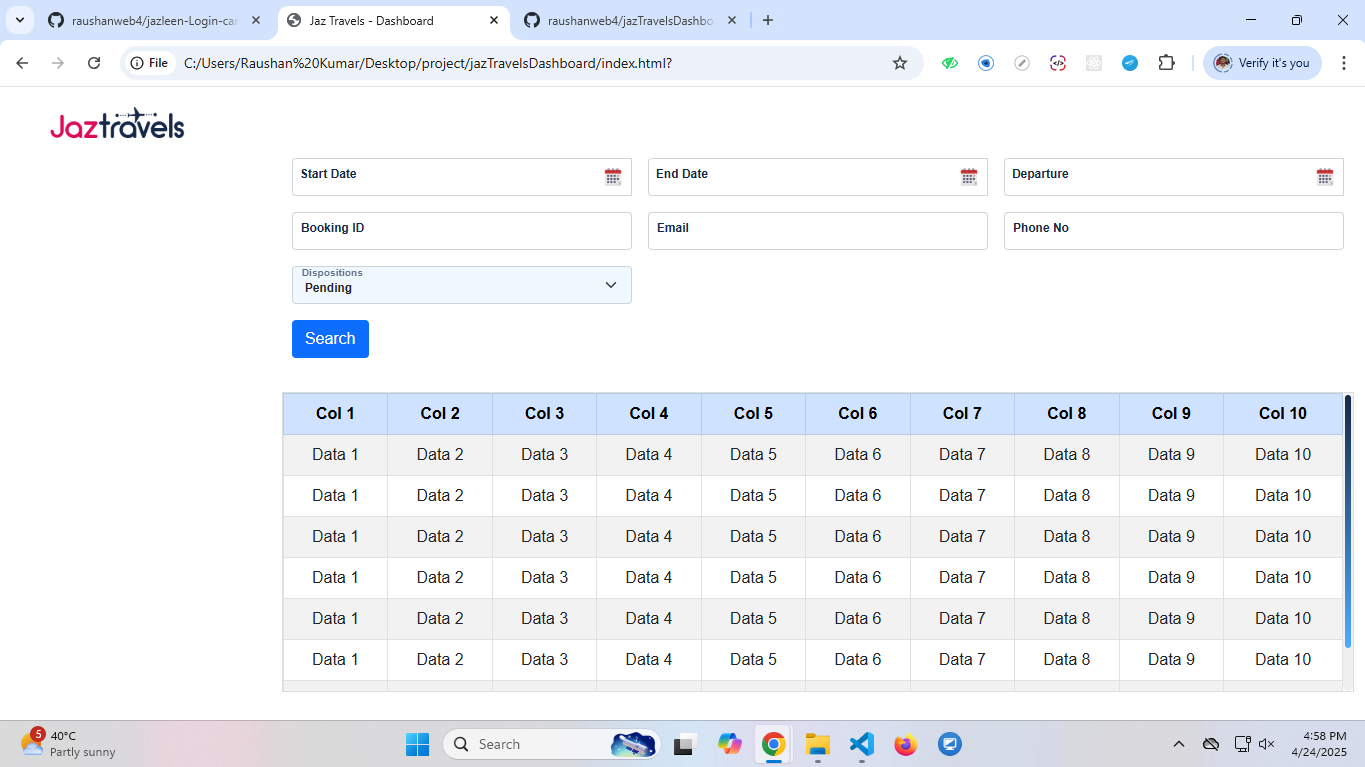 raushanweb4/jazleen-Login-car
Jaz Travels - Dashboard
raushanweb4/jazTravelsDashbo
File
C:/Users/Raushan%20Kumar/Desktop/project/jazTravelsDashboard/index.html?
Verify it's you
Jaztravels
Start Date
End Date
Departure
Booking ID
Email
Phone No
Dispositions
Pending
Search
Col 1 Col 2 Col 3 Col 4 Col 5 Col 6 Col 7 Col 8 Col 9 Col 10
Data 1 Data 2 Data 3 Data 4 Data 5 Data 6 Data 7 Data 8 Data 9 Data 10
Data 1 Data 2 Data 3 Data 4 Data 5 Data 6 Data 7 Data 8 Data 9 Data 10
Data 1 Data 2 Data 3 Data 4 Data 5 Data 6 Data 7 Data 8 Data 9 Data 10
Data 1 Data 2 Data 3 Data 4 Data 5 Data 6 Data 7 Data 8 Data 9 Data 10
Data 1 Data 2 Data 3 Data 4 Data 5 Data 6 Data 7 Data 8 Data 9 Data 10
Data 1 Data 2 Data 3 Data 4 Data 5 Data 6 Data 7 Data 8 Data 9 Data 10
5
40°C
Partly sunny
Search
4:58 PM
4/24/2025